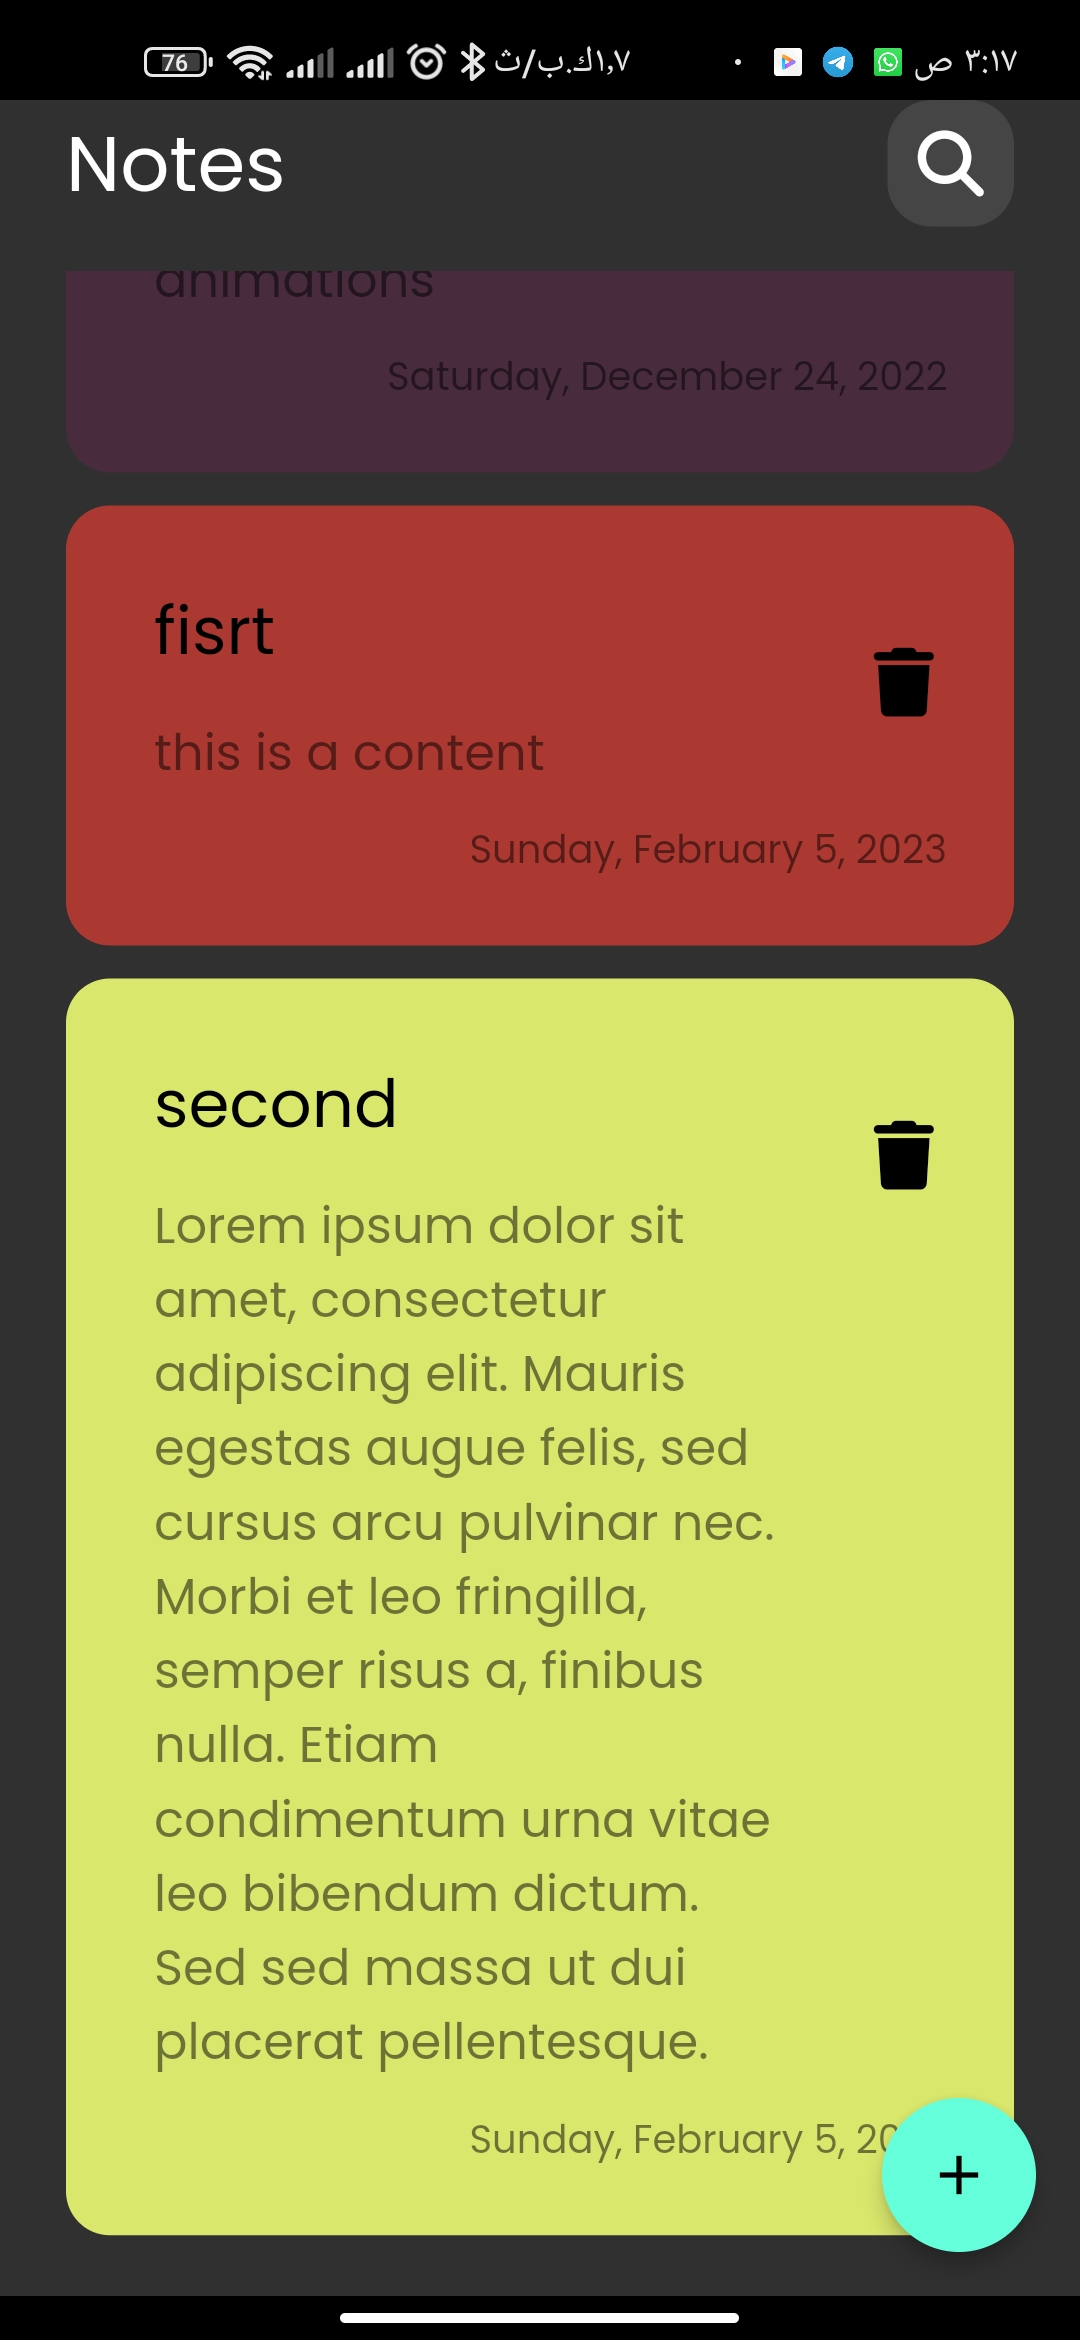 76 ١,٧ك.ب/ث ٣:١٧ ص
Notes
animations
Saturday, December 24, 2022
fisrt
this is a content
Sunday, February 5, 2023
second
Lorem ipsum dolor sit
amet, consectetur
adipiscing elit. Mauris
egestas augue felis, sed
cursus arcu pulvinar nec.
Morbi et leo fringilla,
semper risus a, finibus
nulla. Etiam
condimentum urna vitae
leo bibendum dictum.
Sed sed massa ut dui
placerat pellentesque.
Sunday, February 5, 20